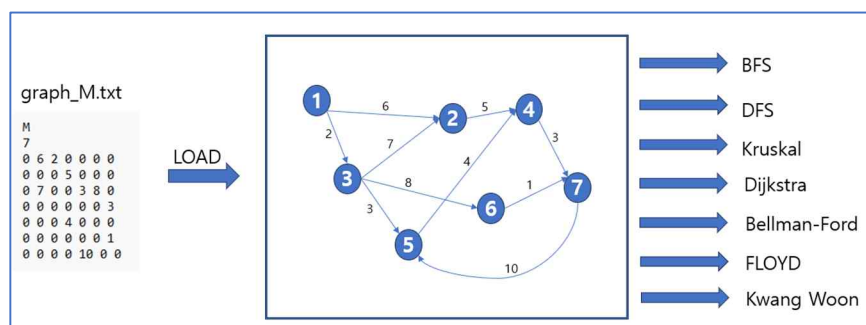 graph_M.txt
M
7
0 6 2 0 0 0 0
0 0 0 5 0 0 0
0 7 0 0 3 8 0
0 0 0 0 0 0 3
0 0 0 4 0 0 0
0 0 0 0 0 0 1
0 0 0 0 10 0 0
LOAD
1
6
2
5
4
2
7
3
4
3
8
6
1
7
3
5
10
BFS
DFS
Kruskal
Dijkstra
Bellman-Ford
FLOYD
Kwang Woon